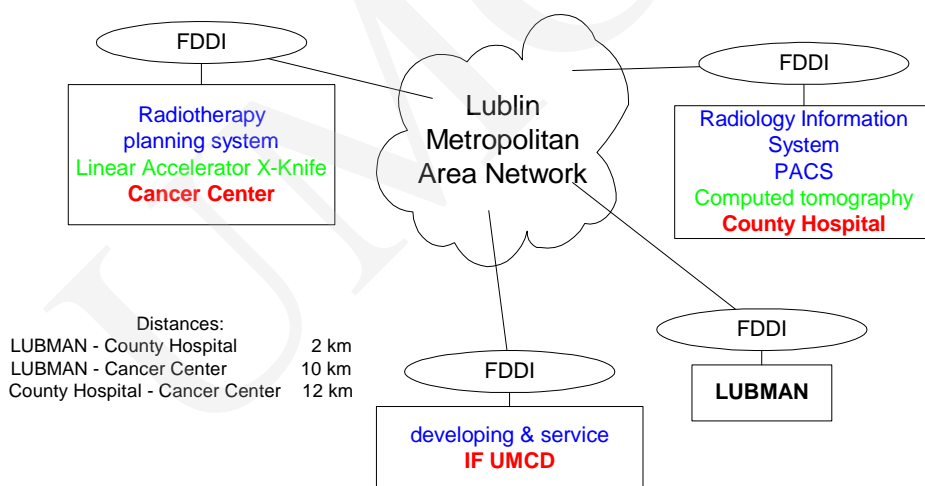 FDDI
Radiotherapy
planning system
Linear Accelerator X-Knife
Cancer Center
Lublin
Metropolitan
Area Network
FDDI
Radiology Information
System
PACS
Computed tomography
County Hospital
Distances:
LUBMAN - County Hospital 2 km
LUBMAN - Cancer Center 10 km
County Hospital - Cancer Center 12 km
FDDI
developing & service
IF UMCD
FDDI
LUBMAN